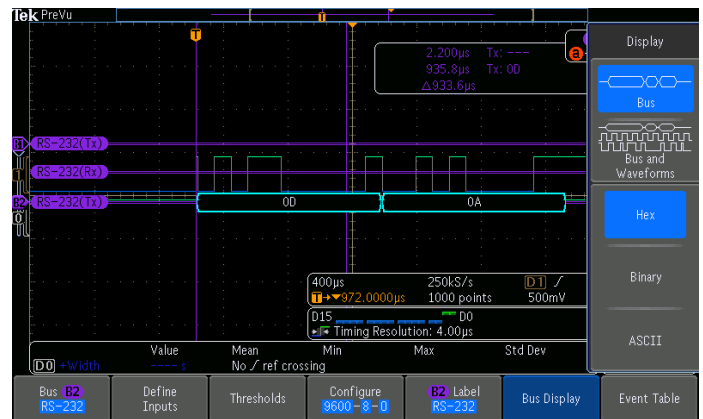 Tek PreVu
T
T
2.200µs Tx: ---
935.8µs Tx: 0D
△933.6µs
a
B1 RS-232(Tx)
1 RS-232(Rx)
B2 RS-232(Tx)
0D
0A
0
400µs 250kS/s D1
T→▼972.0000µs 1000 points 500mV
D15 D0
Timing Resolution: 4.00µs
Value Mean Min Max Std Dev
D0 +Width ---- s No ∫ ref crossing
Display
Bus
Bus and
Waveforms
Hex
Binary
ASCII
Bus B2
RS-232
Define
Inputs
Thresholds
Configure
9600-8-0
B2 Label
RS-232
Bus Display
Event Table